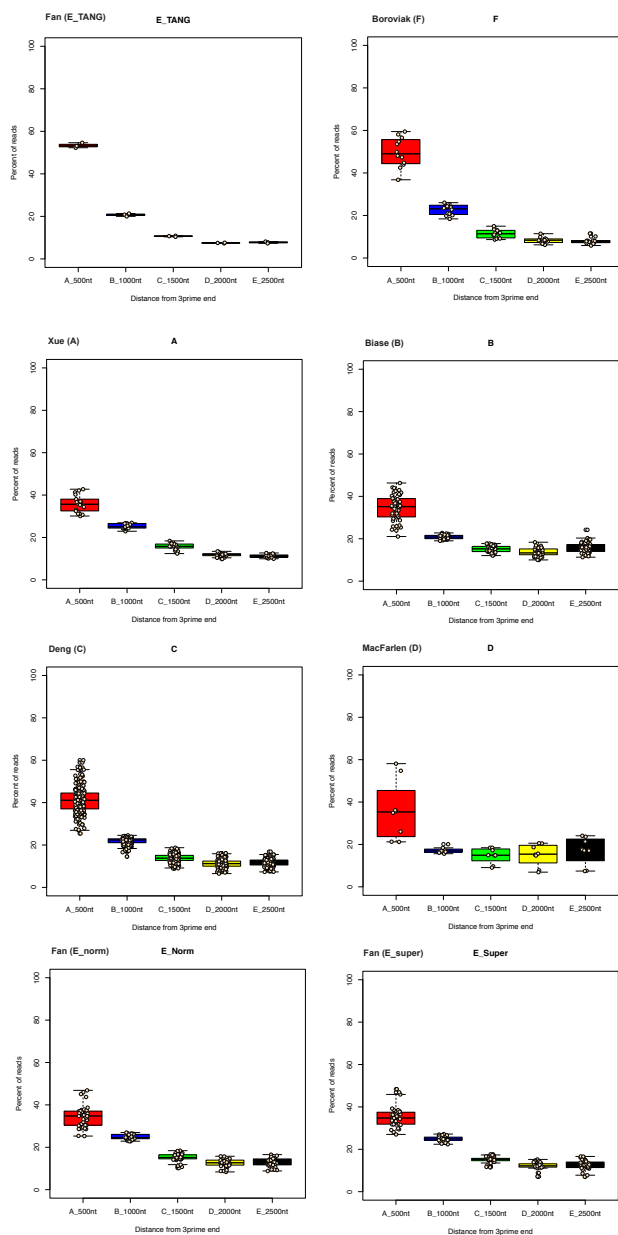 Fan (E_TANG) E_TANG
Percent of reads
100
80
60
40
20
0
A_500nt B_1000nt C_1500nt D_2000nt E_2500nt
Distance from 3prime end
Boroviak (F) F
Percent of reads
100
80
60
40
20
0
A_500nt B_1000nt C_1500nt D_2000nt E_2500nt
Distance from 3prime end
Xue (A) A
Percent of reads
100
80
60
40
20
0
A_500nt B_1000nt C_1500nt D_2000nt E_2500nt
Distance from 3prime end
Biase (B) B
Percent of reads
100
80
60
40
20
0
A_500nt B_1000nt C_1500nt D_2000nt E_2500nt
Distance from 3prime end
Deng (C) C
Percent of reads
100
80
60
40
20
0
A_500nt B_1000nt C_1500nt D_2000nt E_2500nt
Distance from 3prime end
MacFarlen (D) D
Percent of reads
100
80
60
40
20
0
A_500nt B_1000nt C_1500nt D_2000nt E_2500nt
Distance from 3prime end
Fan (E_norm) E_Norm
Percent of reads
100
80
60
40
20
0
A_500nt B_1000nt C_1500nt D_2000nt E_2500nt
Distance from 3prime end
Fan (E_super) E_Super
Percent of reads
100
80
60
40
20
0
A_500nt B_1000nt C_1500nt D_2000nt E_2500nt
Distance from 3prime end